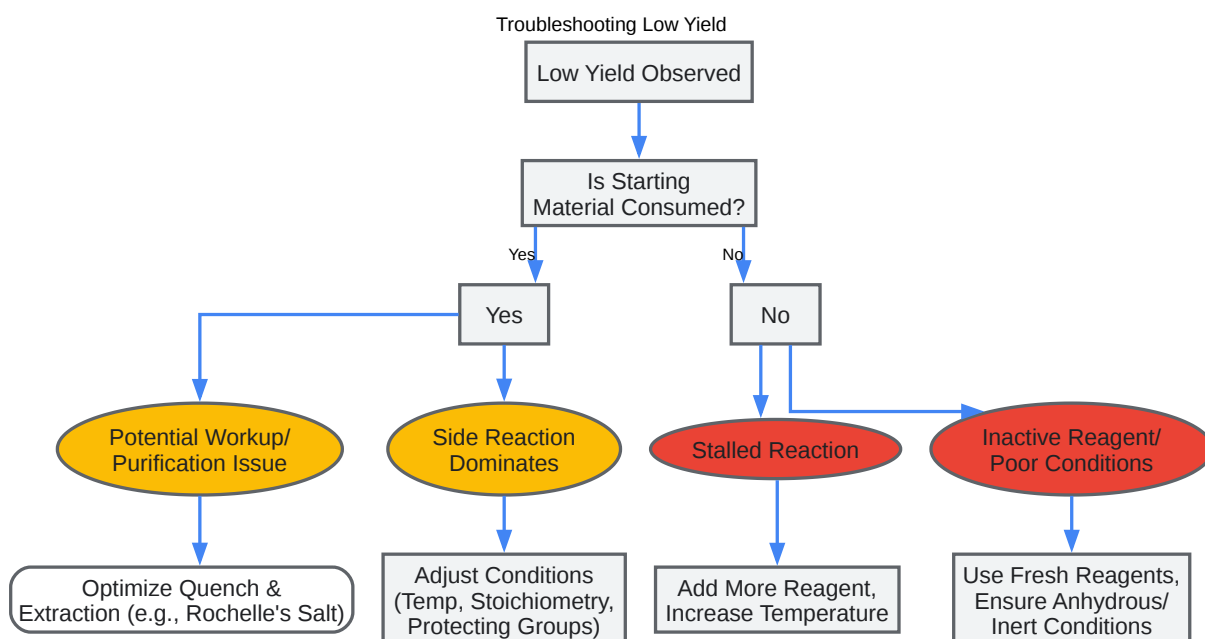 Troubleshooting Low Yield
Low Yield Observed
Is Starting
Material Consumed?
Yes
No
Yes
No
Potential Workup/
Purification Issue
Side Reaction
Dominates
Stalled Reaction
Inactive Reagent/
Poor Conditions
Optimize Quench &
Extraction (e.g., Rochelle's Salt)
Adjust Conditions
(Temp, Stoichiometry,
Protecting Groups)
Add More Reagent,
Increase Temperature
Use Fresh Reagents,
Ensure Anhydrous/
Inert Conditions